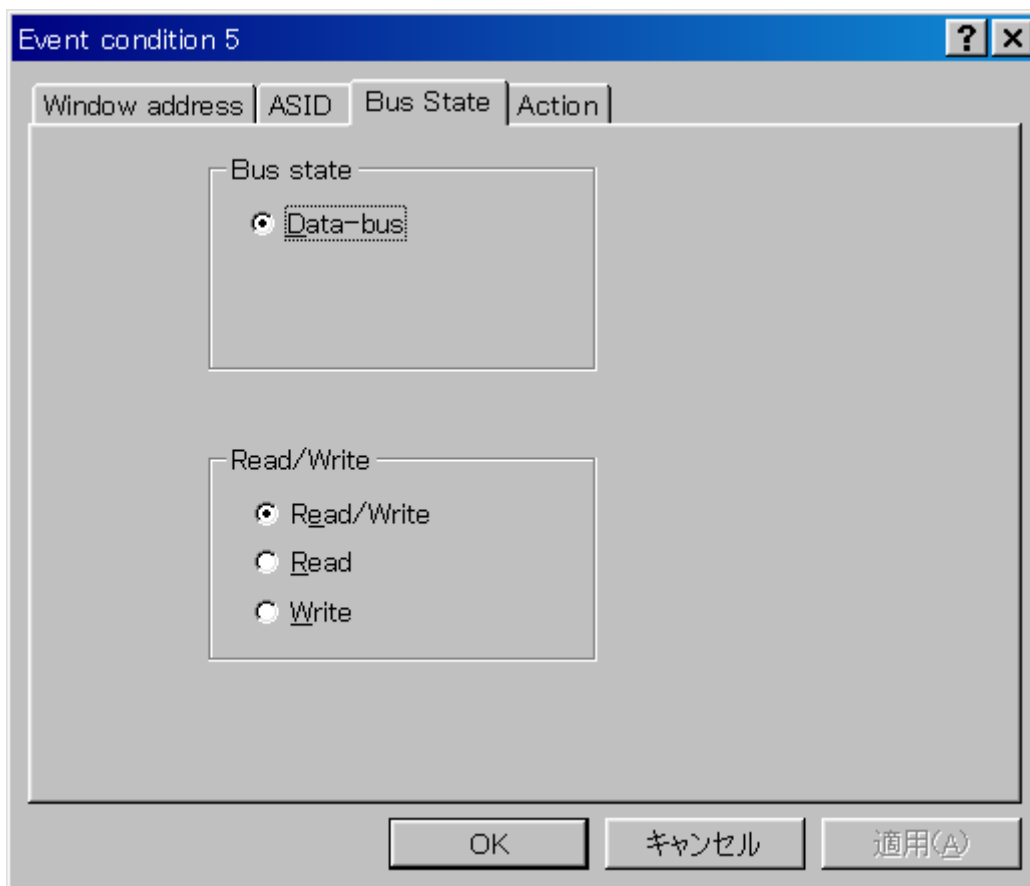 Event condition 5
Window address ASID Bus State Action
Bus state
Data-bus
Read/Write
Read/Write
Read
Write
OK キャンセル 適用(A)